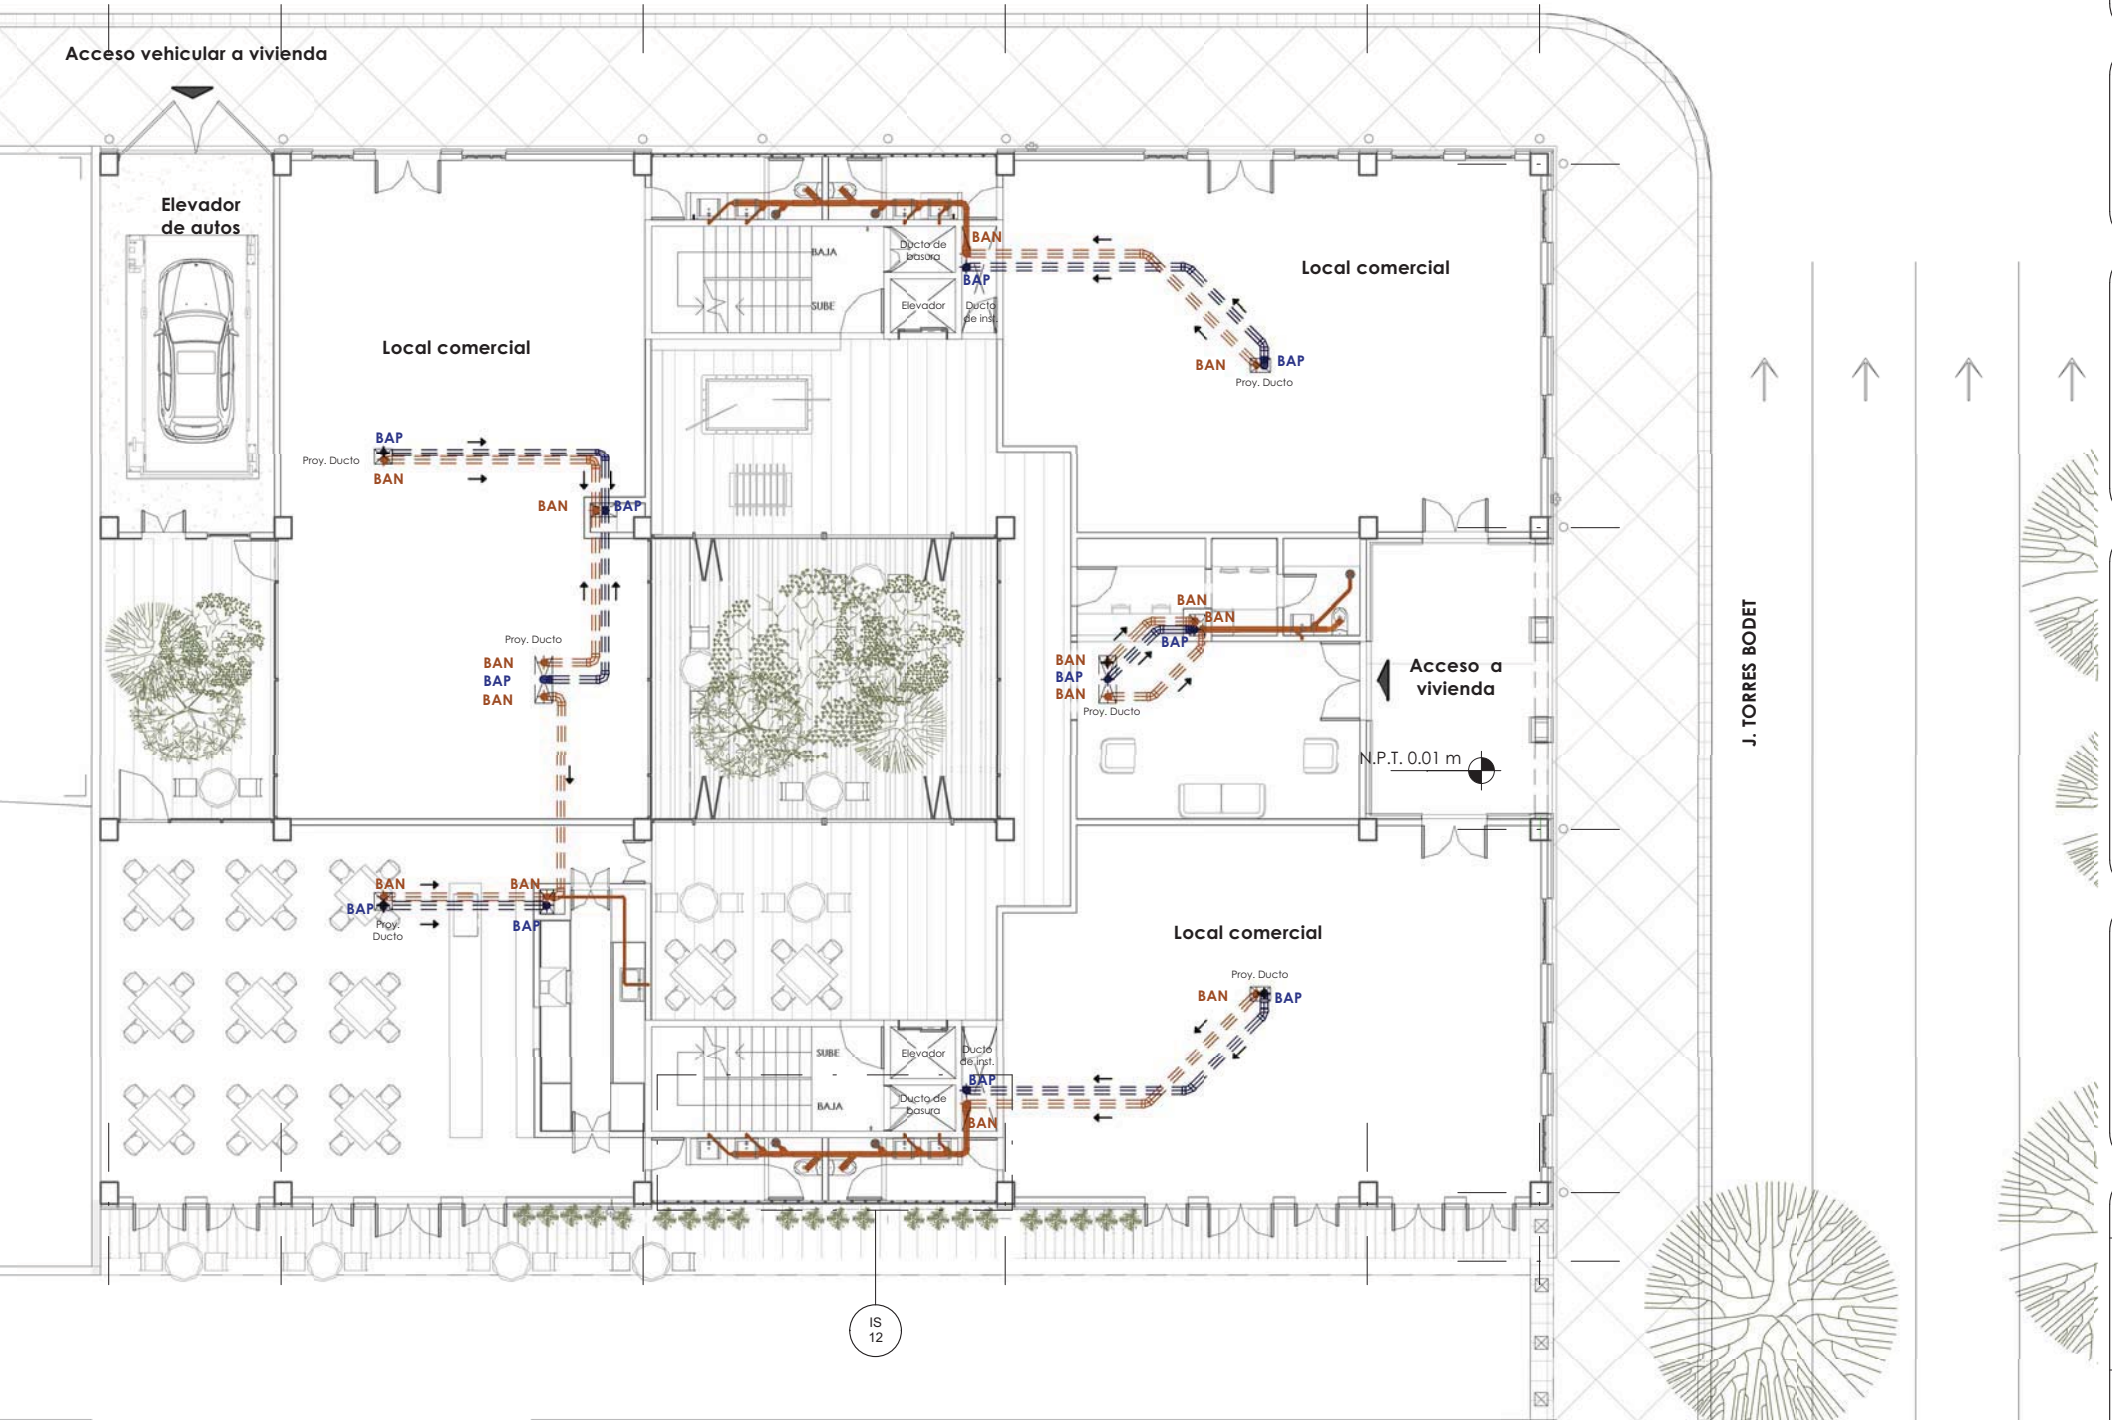 Acceso vehicular a vivienda
Elevador
de autos
BAN
Ducto de
basura
BAJA
BAP
Local comercial
SUBE
Elevador
Ducto
de inst.
Local comercial
BAN
BAP
Proy. Ducto
BAP
Proy. Ducto
BAN
BAN
BAP
BAN
BAN
Proy. Ducto
BAP
BAN
BAP
BAN
BAN
BAP
BAN
Proy. Ducto
Acceso a
vivienda
J. TORRES BODET
N.P.T. 0.01 m
BAN
BAN
BAP
Proy.
Ducto
BAP
Local comercial
Proy. Ducto
BAN
BAP
SUBE
Elevador
Ducto
de inst.
BAP
Ducto de
basura
BAJA
BAN
IS
12